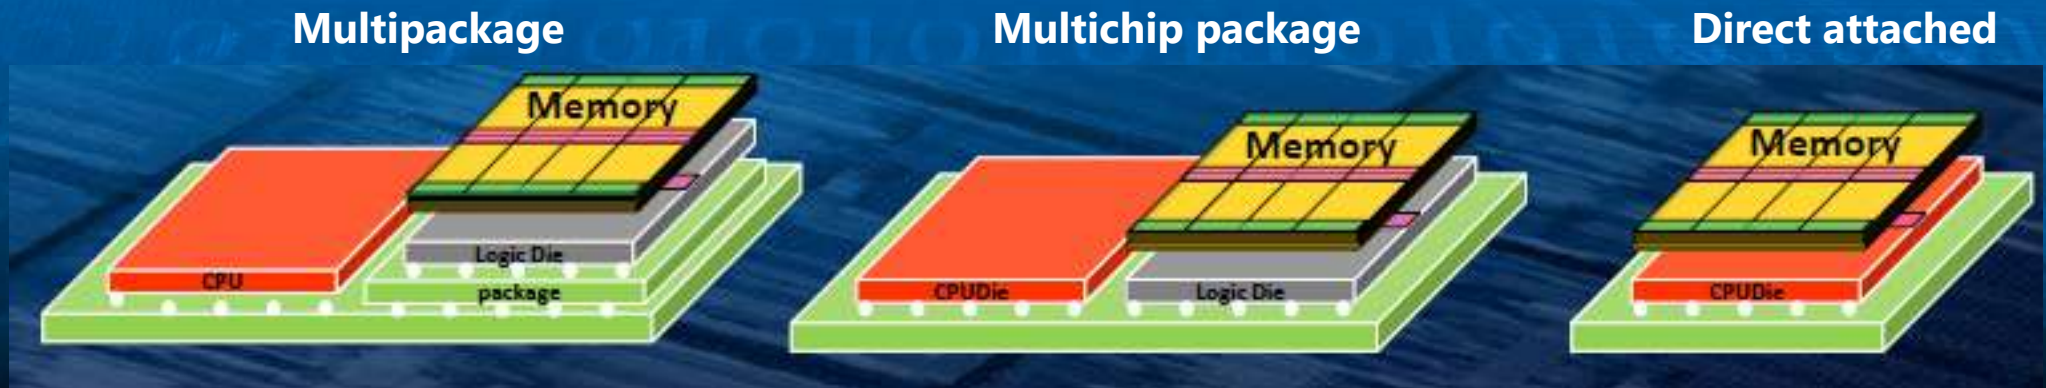 Multipackage
Multichip package
Direct attached
Memory
CPU
Logic Die
package
Memory
CPUDie
Logic Die
Memory
CPUDie